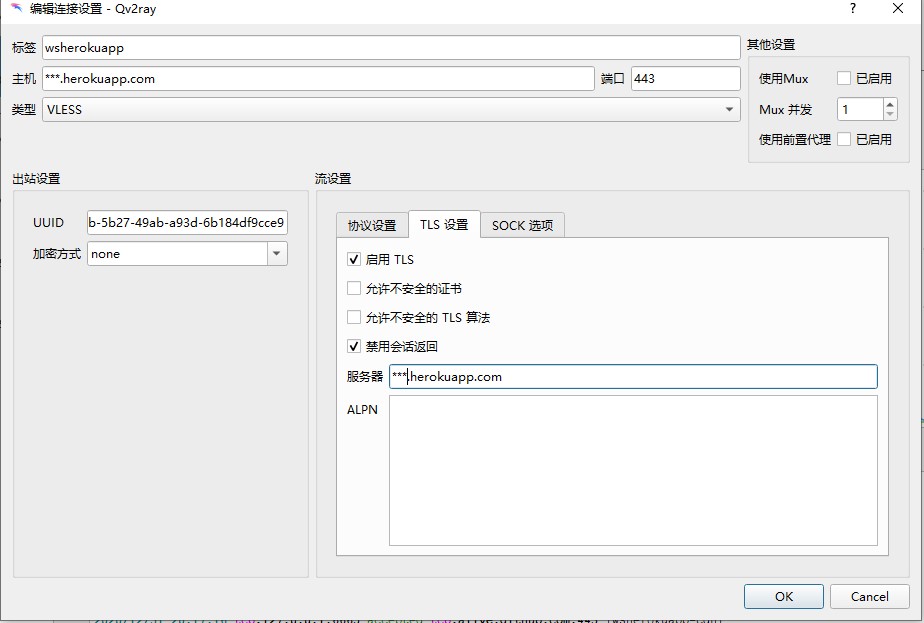 编辑连接设置 - Qv2ray
?
标签 wsherokuapp
主机 ***.herokuapp.com 端口 443
类型 VLESS
其他设置
使用Mux 已启用
Mux 并发 1
使用前置代理 已启用
出站设置
UUID b-5b27-49ab-a93d-6b184df9cce9
加密方式 none
流设置
协议设置 TLS 设置 SOCK 选项
启用 TLS
允许不安全的证书
允许不安全的 TLS 算法
禁用会话返回
服务器 ***.herokuapp.com
ALPN
OK Cancel